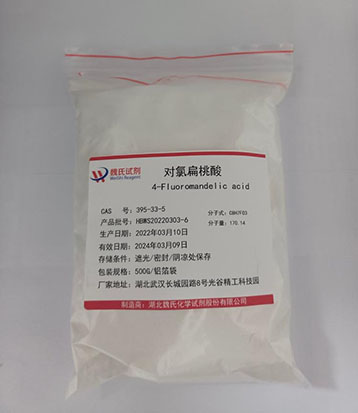 魏氏试剂
WeiShi Reagent
对氯扁桃酸
4-Fluoromandelic acid
CAS 号: 395-33-5
分子式: C8H7FO3
产品批号: HBWS20220303-6
分子量: 170.14
生产日期: 2022年03月10日
有效日期: 2024年03月09日
存储条件: 遮光/密封/阴凉处保存
包装规格: 500G/铝箔袋
厂家地址: 湖北武汉长城园路8号光谷精工科技园
制造商: 湖北魏氏化学试剂股份有限公司